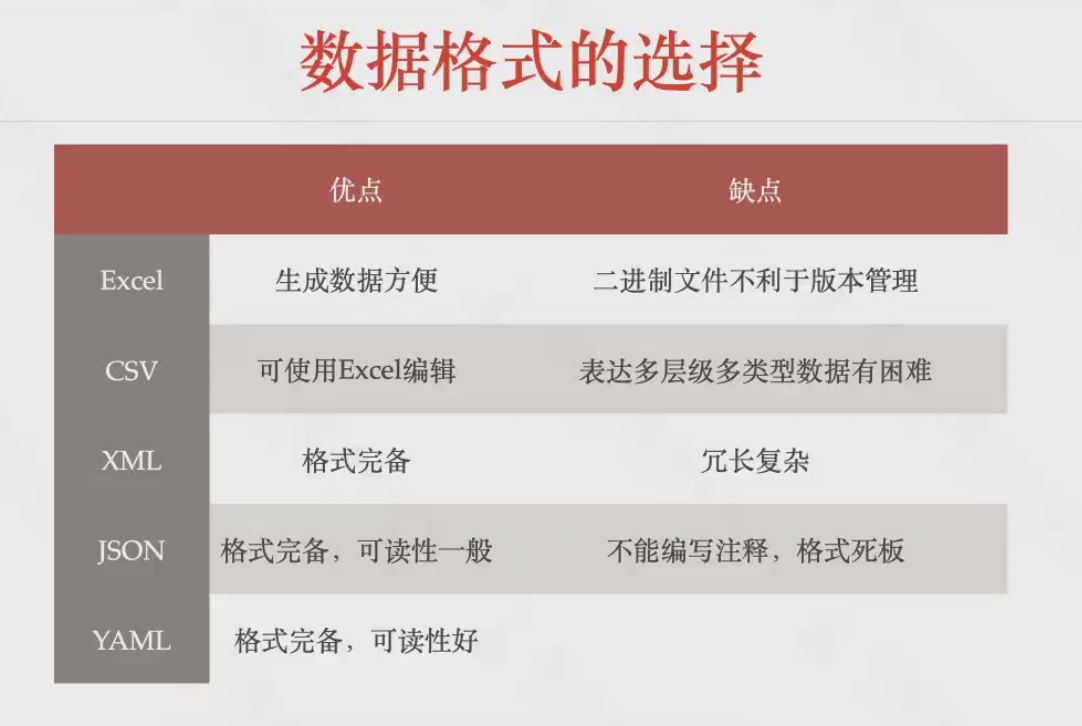 数据格式的选择
优点 缺点
Excel 生成数据方便 二进制文件不利于版本管理
CSV 可使用Excel编辑 表达多层级多类型数据有困难
XML 格式完备 冗长复杂
JSON 格式完备，可读性一般 不能编写注释，格式死板
YAML 格式完备，可读性好